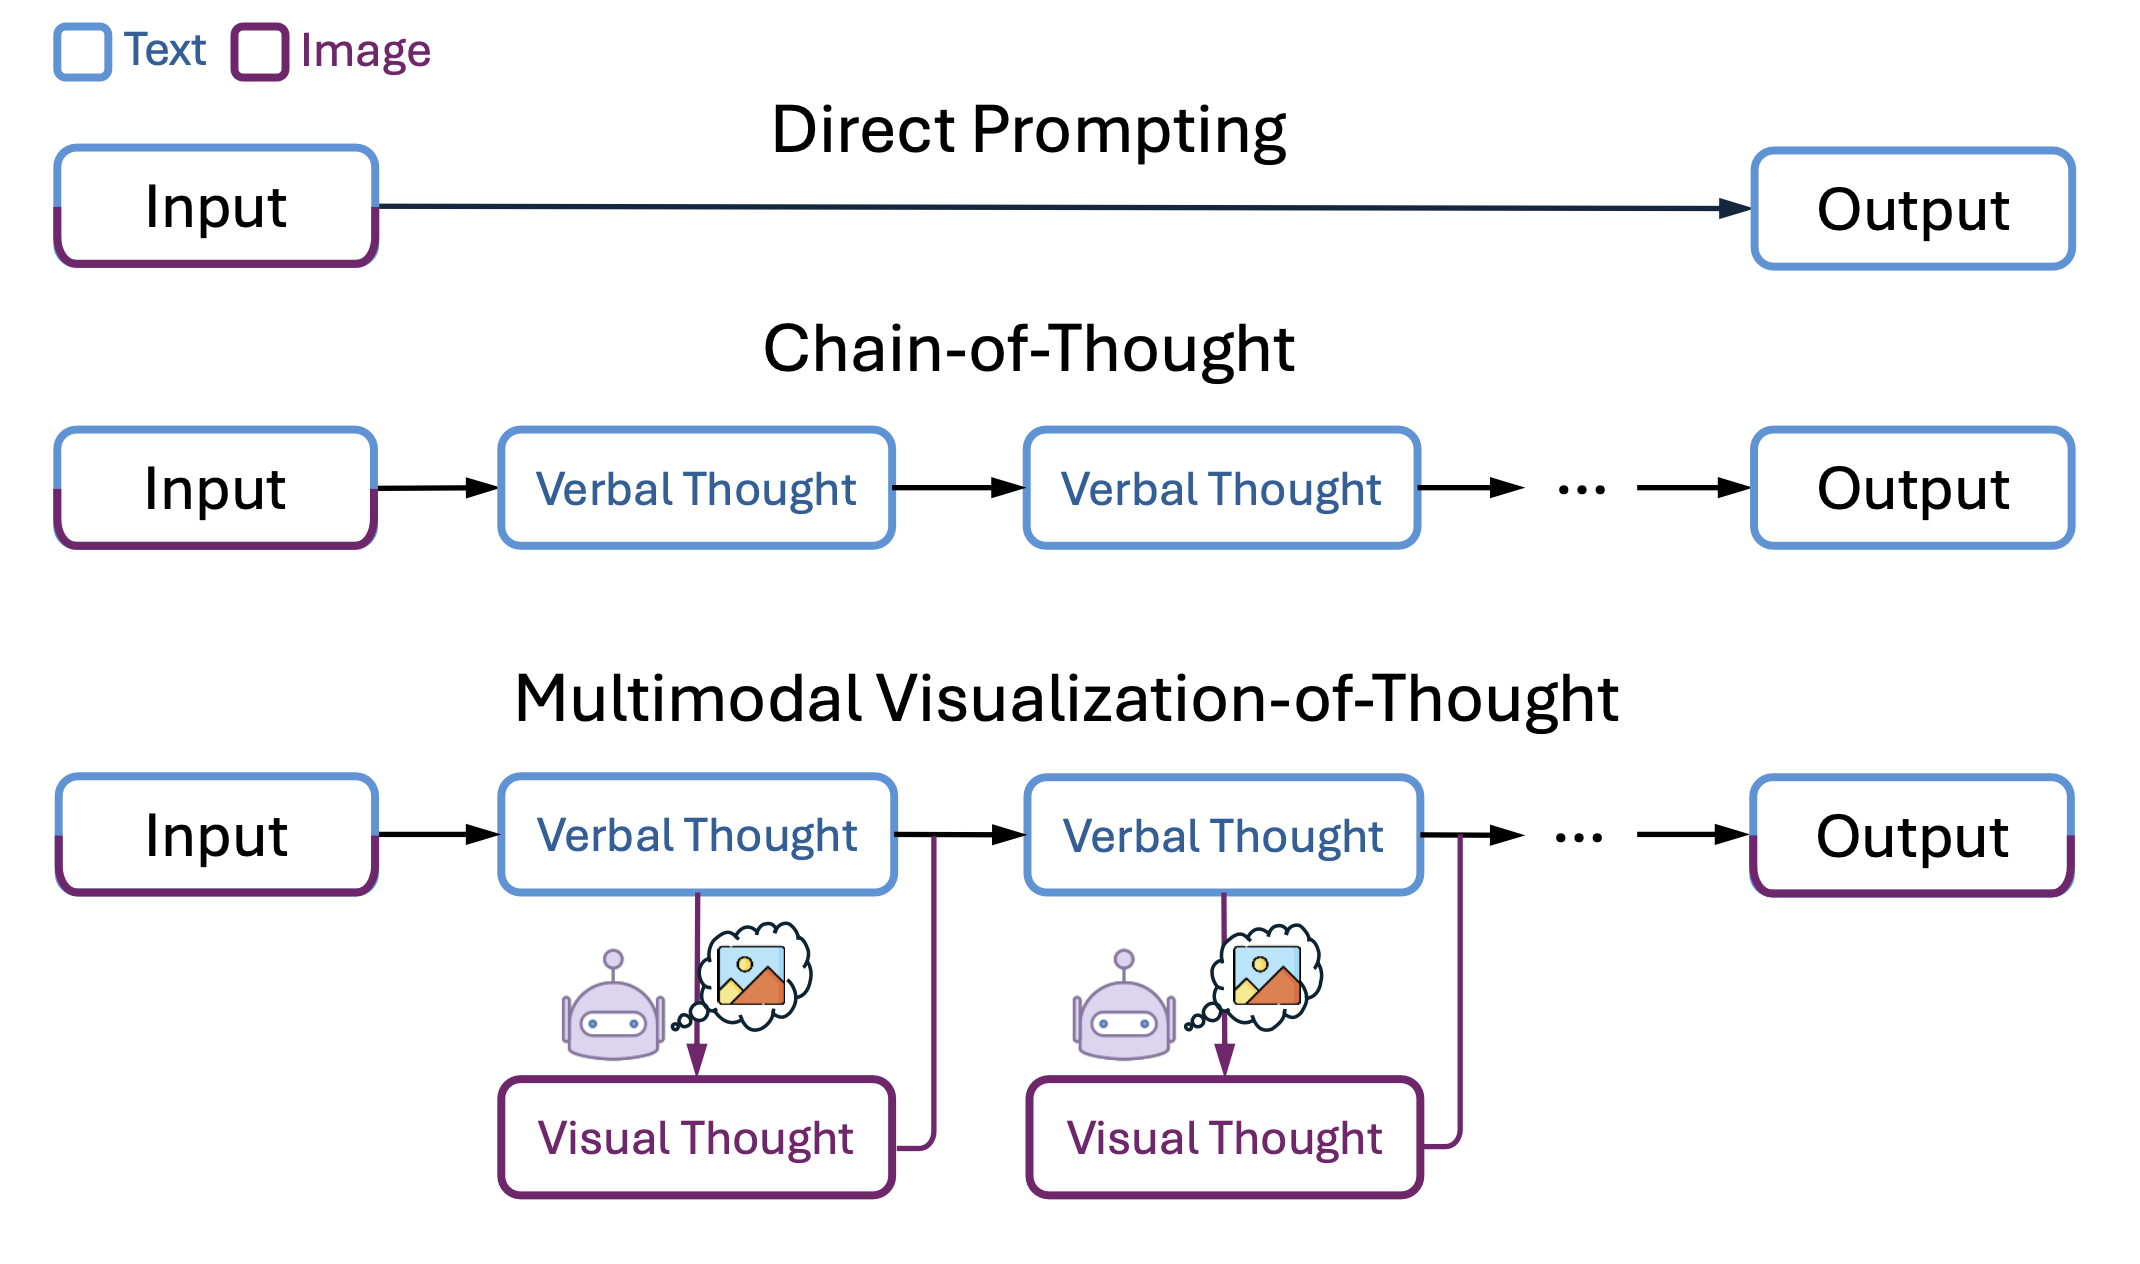 Text Image
Direct Prompting
Input Output
Chain-of-Thought
Input Verbal Thought Verbal Thought ... Output
Multimodal Visualization-of-Thought
Input Verbal Thought Verbal Thought ... Output
Visual Thought Visual Thought